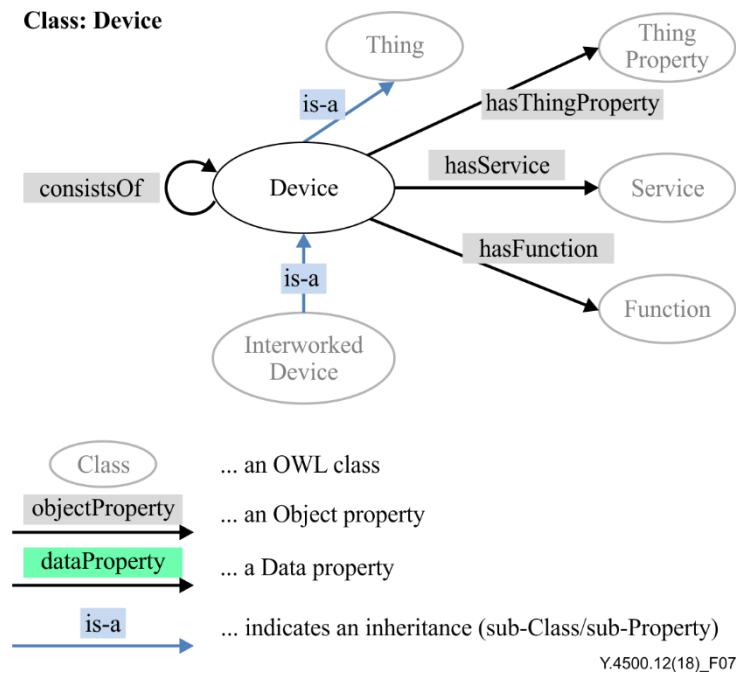 Class: Device
Thing
Thing
Property
is-a
hasThingProperty
consistsOf
Device
hasService
Service
hasFunction
is-a
Function
Interworked
Device
Class
... an OWL class
objectProperty
... an Object property
dataProperty
... a Data property
is-a
... indicates an inheritance (sub-Class/sub-Property)
Y.4500.12(18)_F07